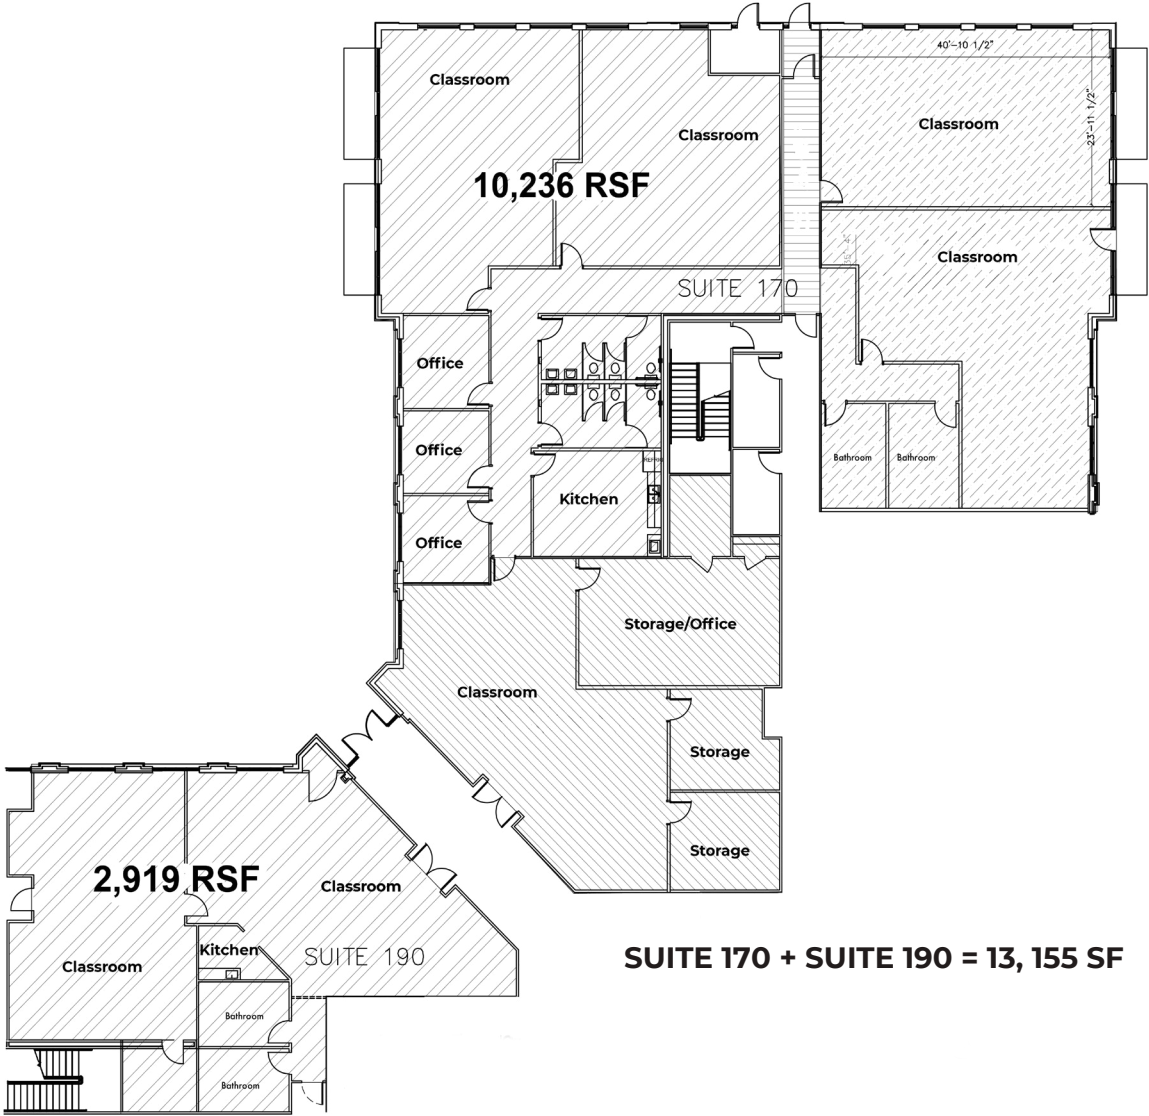 40'-10 1/2"
Classroom
23'-11 1/2"
Classroom
Classroom
10,236 RSF
Classroom
SUITE 170
Office
Office
Bathroom
Bathroom
Kitchen
Office
Storage/Office
Classroom
Storage
Storage
2,919 RSF
Classroom
Kitchen
SUITE 190
Classroom
SUITE 170 + SUITE 190 = 13, 155 SF
Bathroom
Bathroom